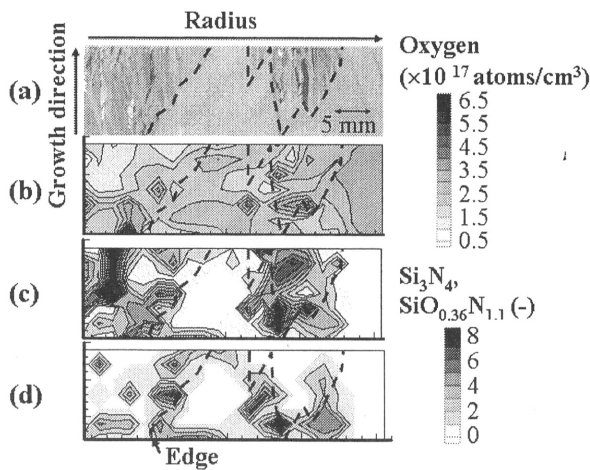 Radius
Growth direction
(a)
5 mm
(b)
(c)
(d)
Edge
Oxygen
(×10 17 atoms/cm3)
6.5
5.5
4.5
3.5
2.5
1.5
0.5
Si3N4,
SiO0.36N1.1 (-)
8
6
4
2
0